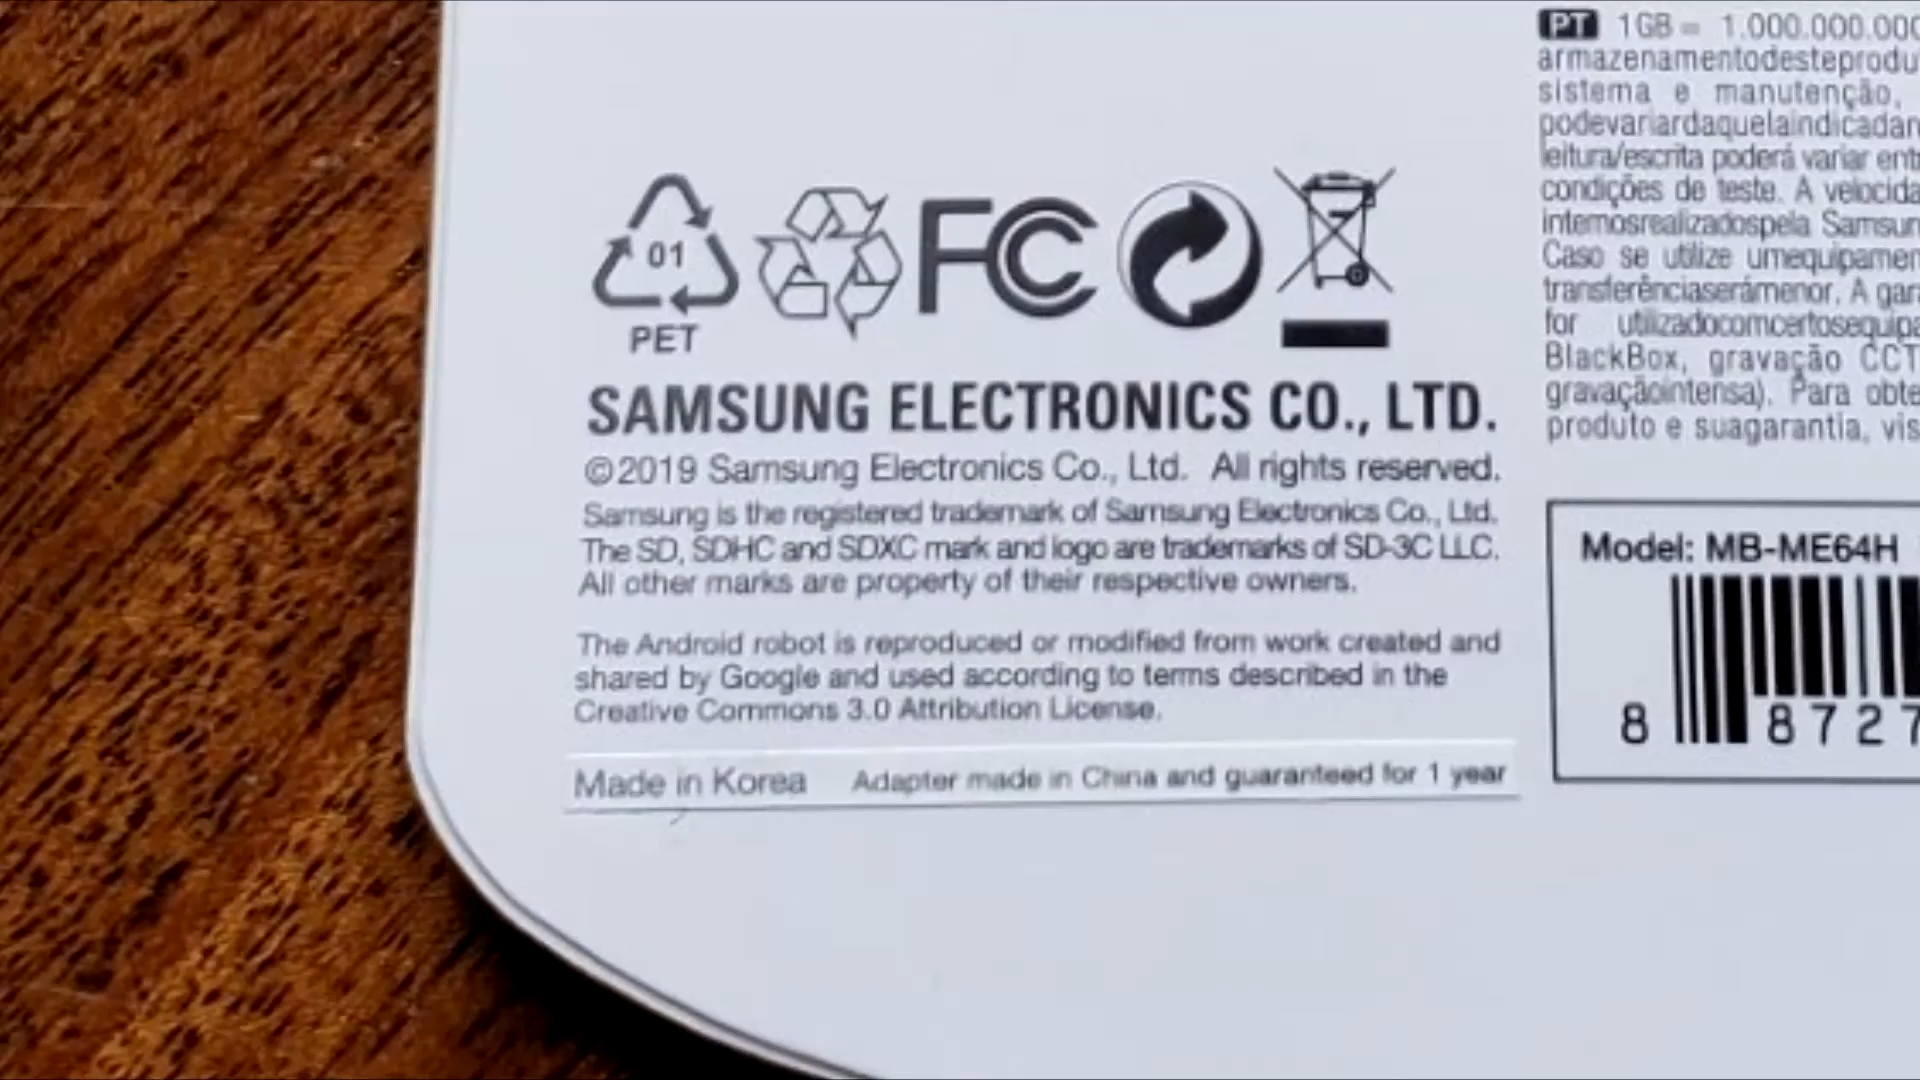 01
PET
FC
SAMSUNG ELECTRONICS CO., LTD.
©2019 Samsung Electronics Co., Ltd. All rights reserved.
Samsung is the registered trademark of Samsung Electronics Co., Ltd.
The SD, SDHC and SDXC mark and logo are trademarks of SD-3C LLC.
All other marks are property of their respective owners.
The Android robot is reproduced or modified from work created and
shared by Google and used according to terms described in the
Creative Commons 3.0 Attribution License.
Made in Korea Adapter made in China and guaranteed for 1 year
PT 1GB = 1.000.000.000
armazenamentodesteprodu
sistema e manutenção,
podevariardaquelaindicadan
leitura/escrita poderá variar entr
condições de teste. A velocida
internosrealizadospela Samsun
Caso se utilize umequipamen
transferênciaserámenor. A gara
for utilizadocomcertosequipa
BlackBox, gravação CCT
gravaçãointensa). Para obte
produto e suagarantia, vis
Model: MB-ME64H
8 8727